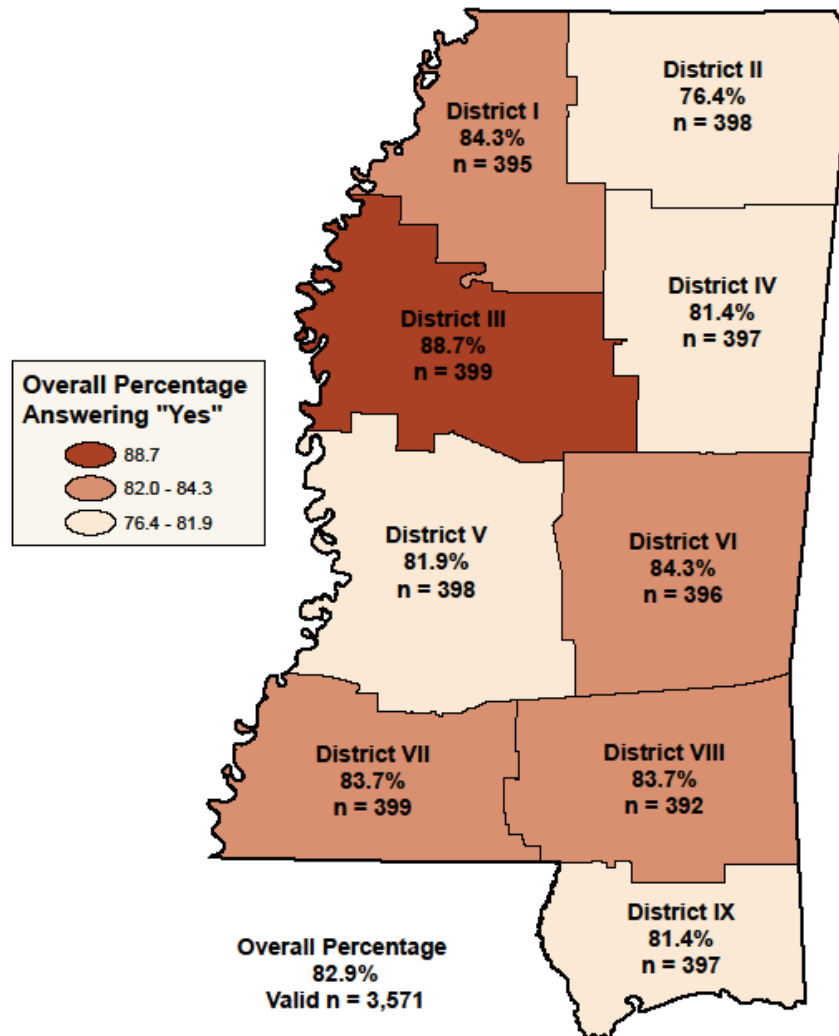 District II
76.4%
n = 398
District I
84.3%
n = 395
District IV
81.4%
n = 397
District III
88.7%
n = 399
Overall Percentage
Answering "Yes"
88.7
82.0 - 84.3
76.4 - 81.9
District V
81.9%
n = 398
District VI
84.3%
n = 396
District VII
83.7%
n = 399
District VIII
83.7%
n = 392
District IX
81.4%
n = 397
Overall Percentage
82.9%
Valid n = 3,571